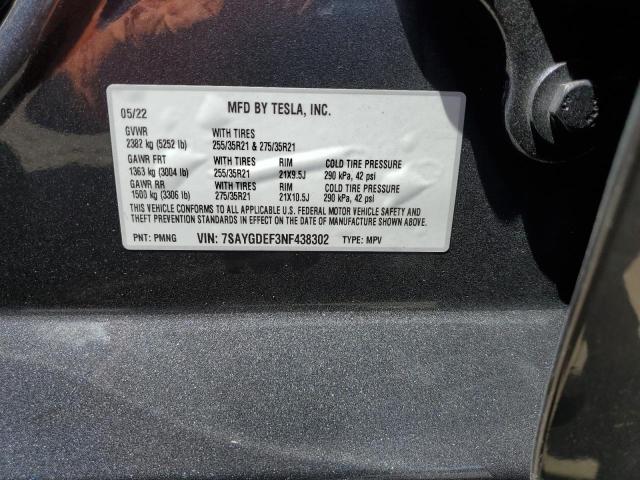 05/22 MFD BY TESLA, INC.
GVWR WITH TIRES
2382 kg (5252 lb) 255/35R21 & 275/35R21
GAWR FRT WITH TIRES RIM COLD TIRE PRESSURE
1363 kg (3004 lb) 255/35R21 21X9.5J 290 kPa, 42 psi
GAWR RR WITH TIRES RIM COLD TIRE PRESSURE
1500 kg (3306 lb) 275/35R21 21X10.5J 290 kPa, 42 psi
THIS VEHICLE CONFORMS TO ALL APPLICABLE U.S. FEDERAL MOTOR VEHICLE SAFETY AND
THEFT PREVENTION STANDARDS IN EFFECT ON THE DATE OF MANUFACTURE SHOWN ABOVE.
PNT: PMNG VIN: 7SAYGDEF3NF438302 TYPE: MPV